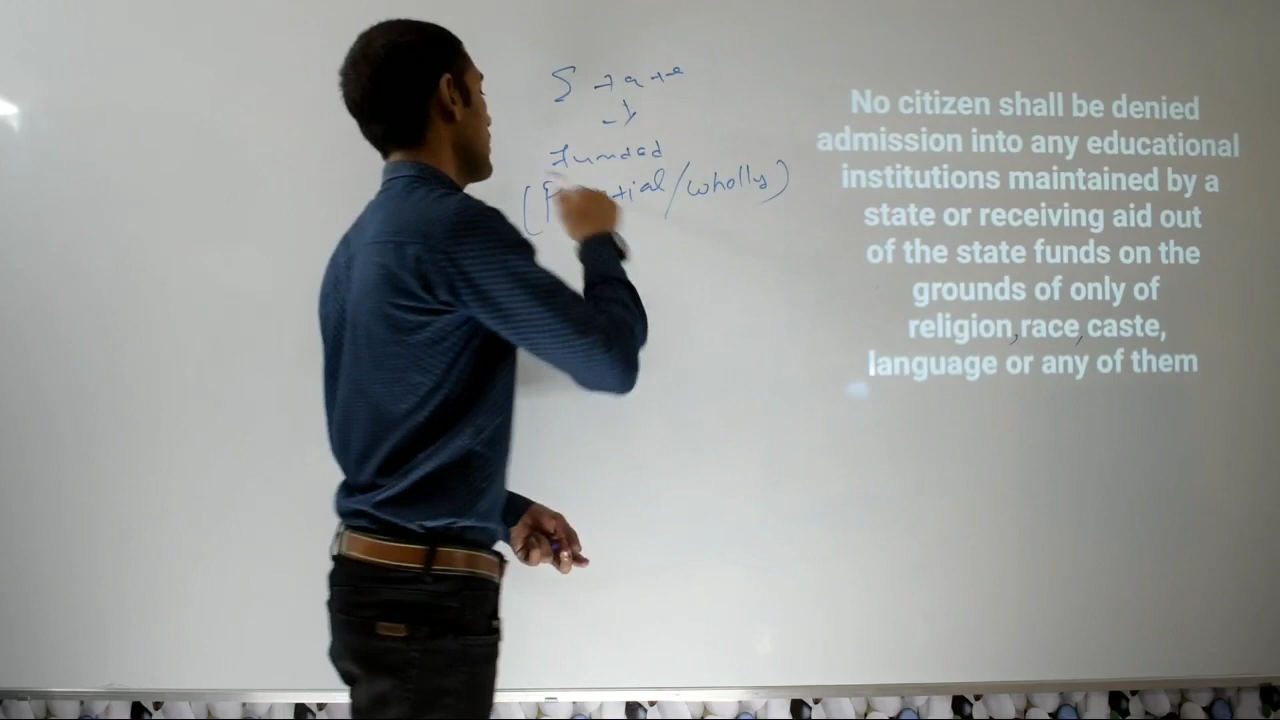 State
funded
/wholly)
No citizen shall be denied
admission into any educational
institutions maintained by a
state or receiving aid out
of the state funds on the
grounds of only of
religion,race,caste,
language or any of them